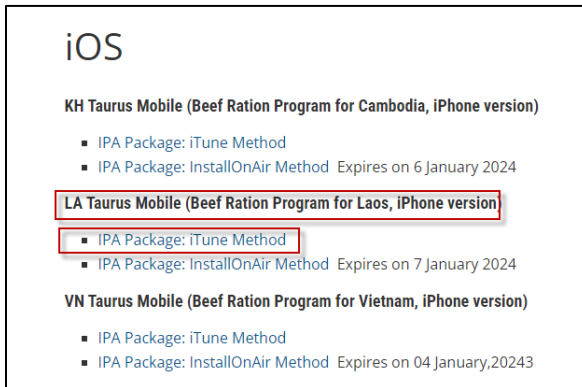 iOS
KH Taurus Mobile (Beef Ration Program for Cambodia, iPhone version)
IPA Package: iTune Method
IPA Package: InstallOnAir Method Expires on 6 January 2024
LA Taurus Mobile (Beef Ration Program for Laos, iPhone version)
IPA Package: iTune Method
IPA Package: InstallOnAir Method Expires on 7 January 2024
VN Taurus Mobile (Beef Ration Program for Vietnam, iPhone version)
IPA Package: iTune Method
IPA Package: InstallOnAir Method Expires on 04 January,20243